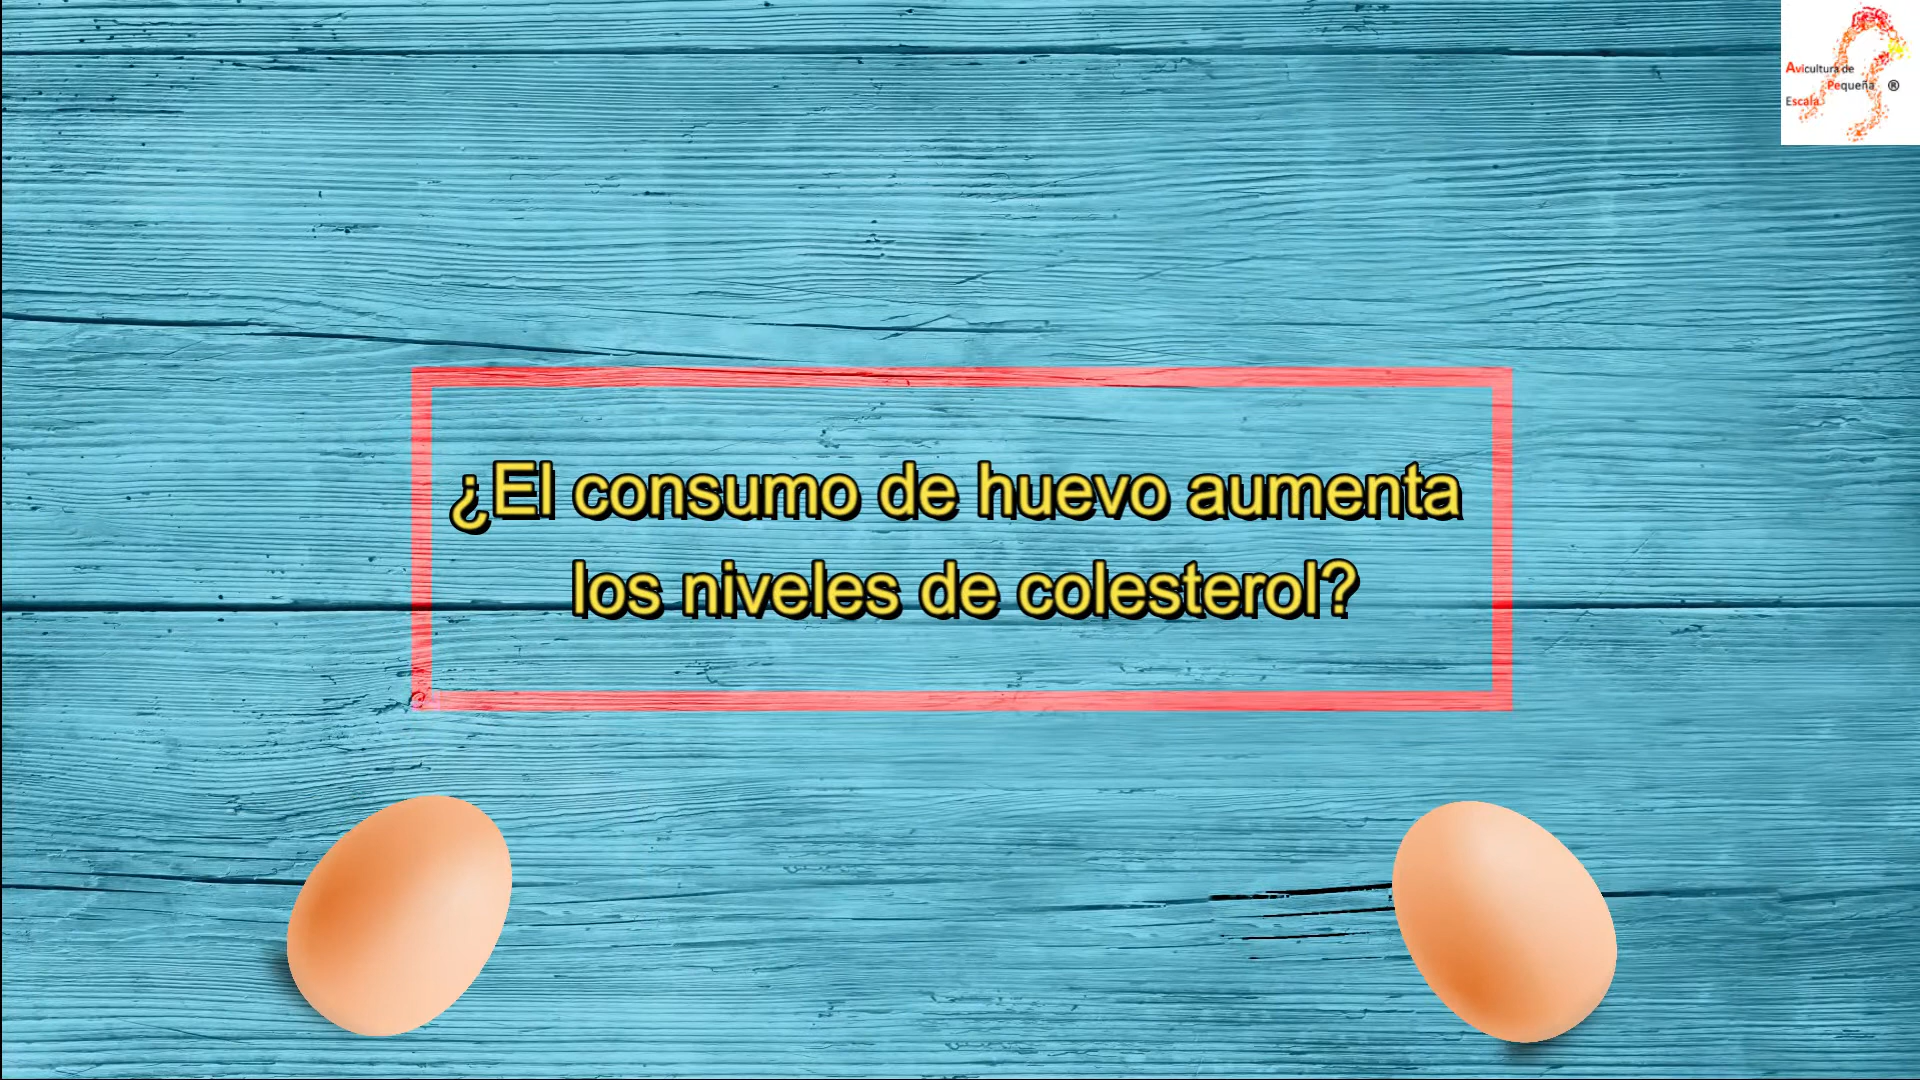 Avicultura de
Pequeña ®
Escala
¿El consumo de huevo aumenta
los niveles de colesterol?